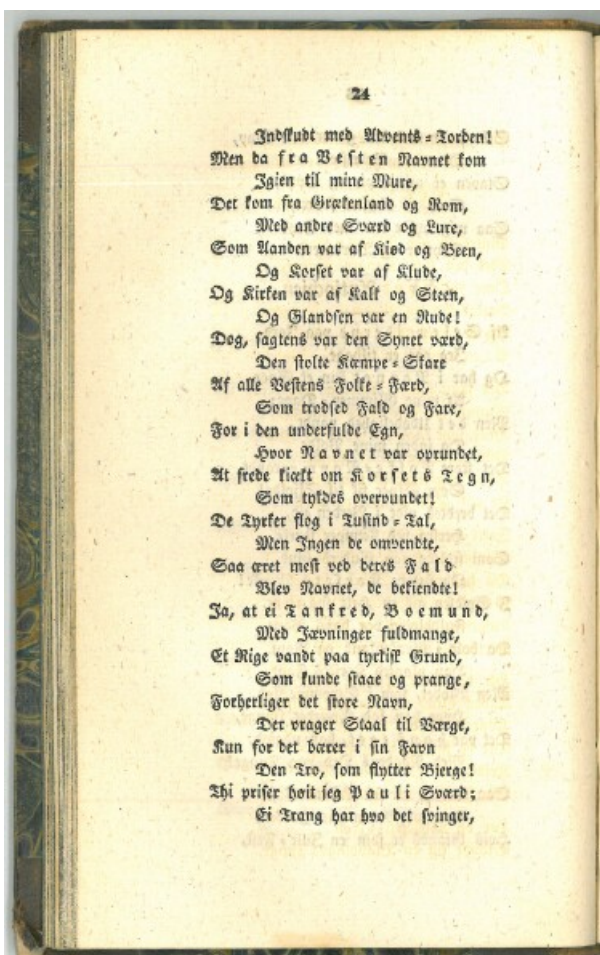 24
Indskudt med Advents=Torden!
Men da fra Vesten Navnet kom
Igien til mine Mure,
Det kom fra Grækenland og Rom,
Med andre Sværd og Lure,
Som Aanden var af Kiød og Been,
Og Korset var af Klude,
Og Kirken var af Kalk og Steen,
Og Glandsen var en Rude!
Dog, sagtens var den Synet værd,
Den stolte Kæmpe=Skare
Af alle Vestens Folke=Færd,
Som trodsed Fald og Fare,
For i den underfulde Egn,
Hvor Navnet var oprundet,
At frede kiækt om Korsets Tegn,
Som tyktes overvundet!
De Tyrker slog i Tusind=Tal,
Men Ingen de omvendte,
Saa æret mest ved deres Fald
Blev Navnet, de bekiendte!
Ja, at ei Tankred, Boemund,
Med Jævninger fuldmange,
Et Rige vandt paa tyrkisk Grund,
Som kunde staae og prange,
Forherliger det store Navn,
Der vrager Staal til Værge,
Kun for det bærer i sin Favn
Den Tro, som flytter Bjerge!
Thi priser høit jeg Pauli Sværd;
Ei Trang har hvo det svinger,